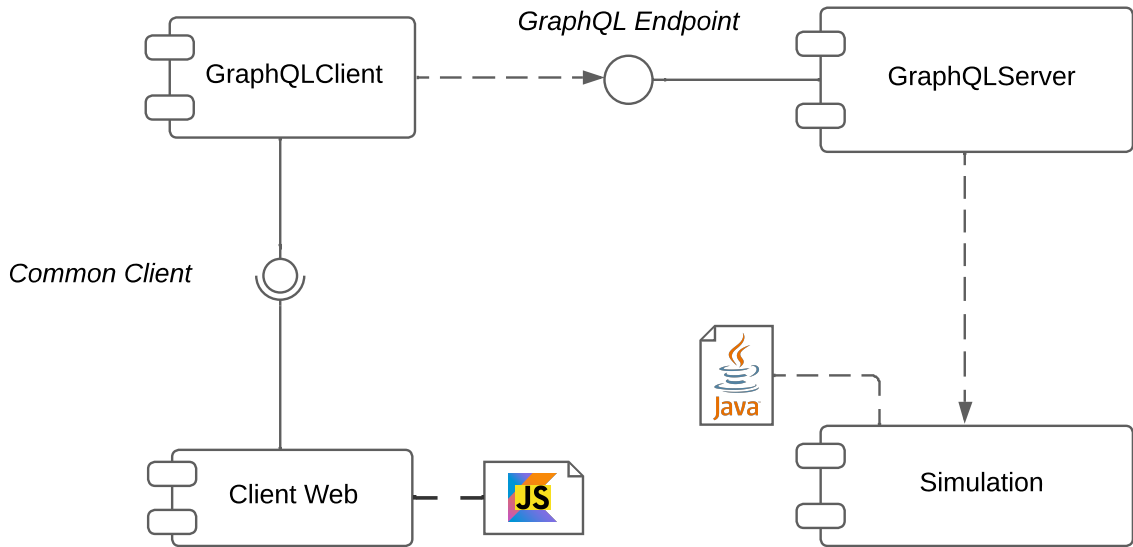 GraphQL Endpoint
GraphQLClient
GraphQLServer
Common Client
Java
Client Web
JS
Simulation